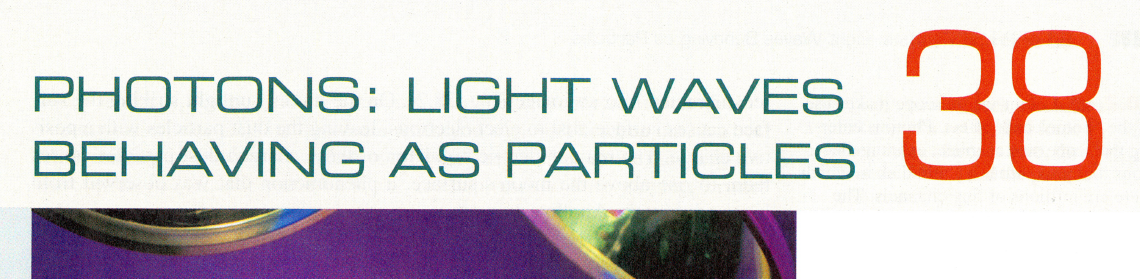 PHOTONS: LIGHT WAVES
BEHAVING AS PARTICLES
38